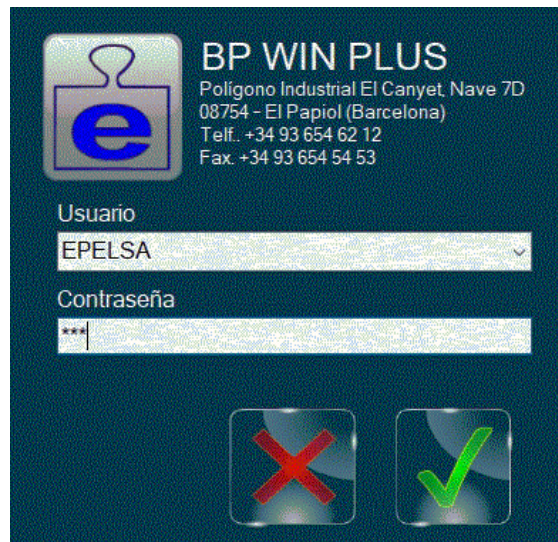 e
BP WIN PLUS
Polígono Industrial El Canyet, Nave 7D
08754 - El Papiol (Barcelona)
Telf.. +34 93 654 62 12
Fax. +34 93 654 54 53
Usuario
EPELSA
Contraseña
***